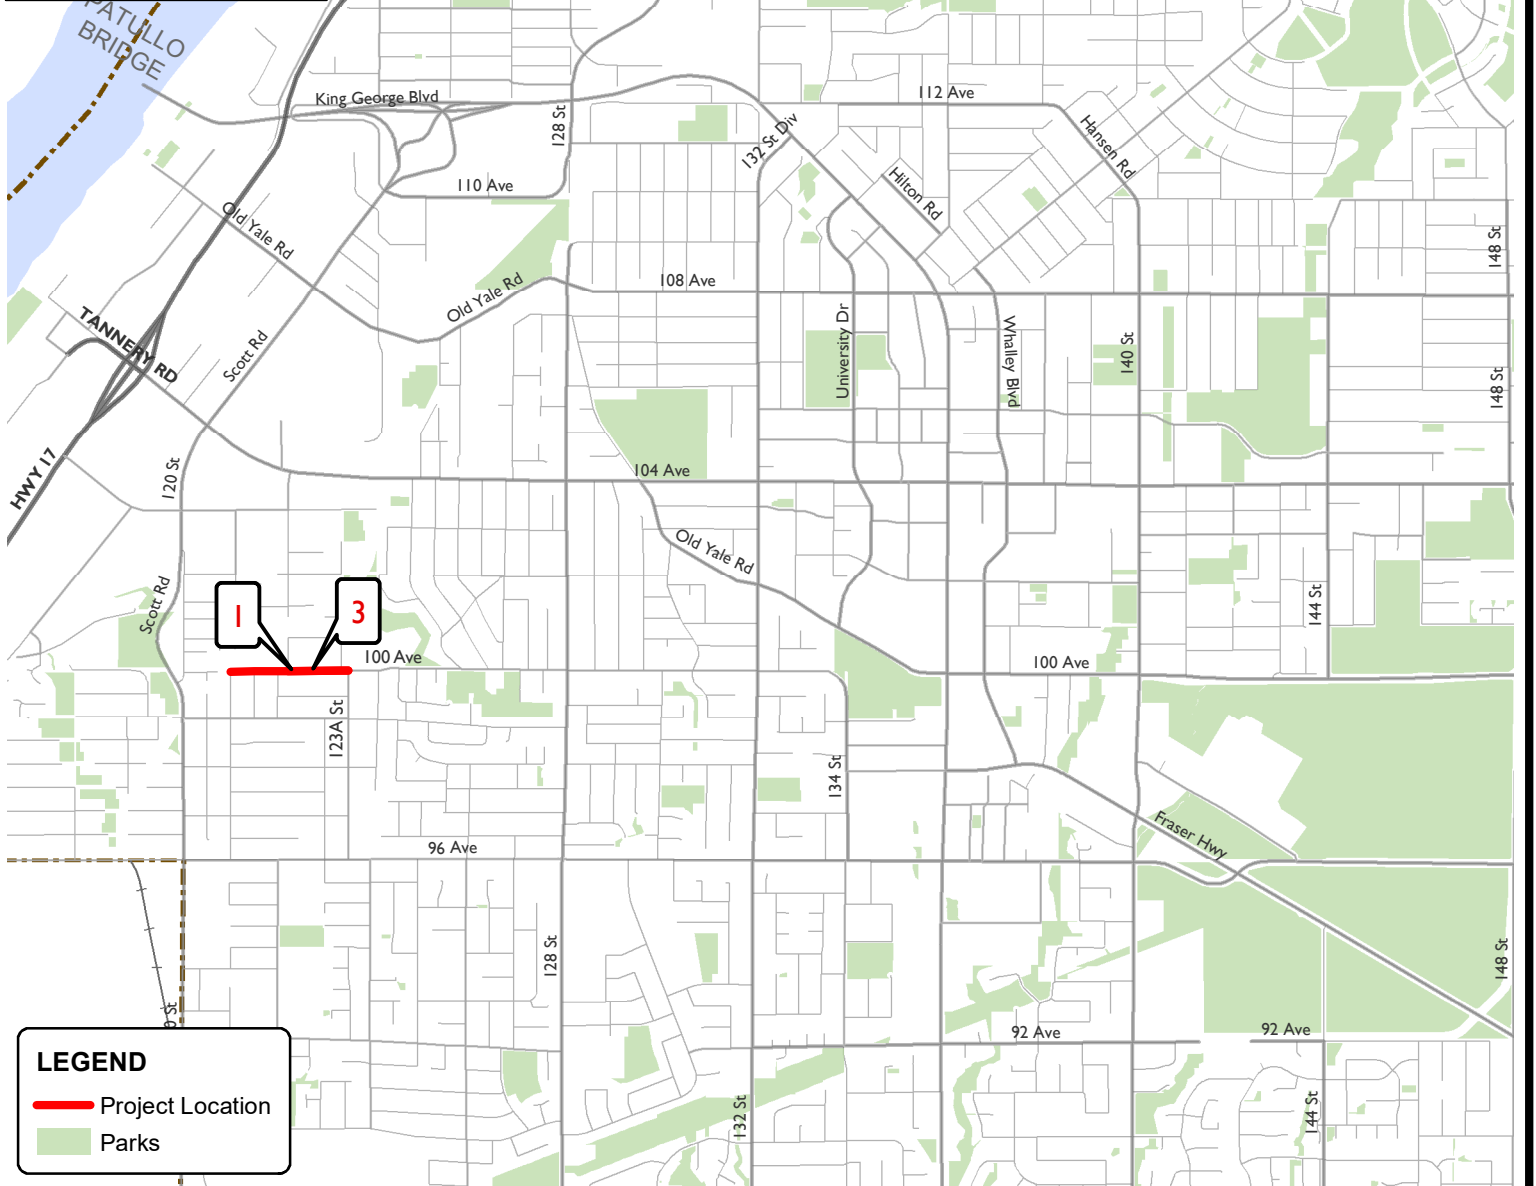 PATULLO
BRIDGE
King George Blvd
112 Ave
128 St
132 St Div
Hansen Rd
110 Ave
Hilton Rd
Old Yale Rd
148 St
Old Yale Rd
108 Ave
TANNERY RD
Scott Rd
University Dr
Whalley Blvd
140 St
148 St
HWY 17
120 St
104 Ave
Old Yale Rd
Scott Rd
1
3
144 St
100 Ave
100 Ave
123A St
134 St
Fraser Hwy
96 Ave
128 St
148 St
92 Ave
92 Ave
132 St
144 St
LEGEND
Project Location
Parks